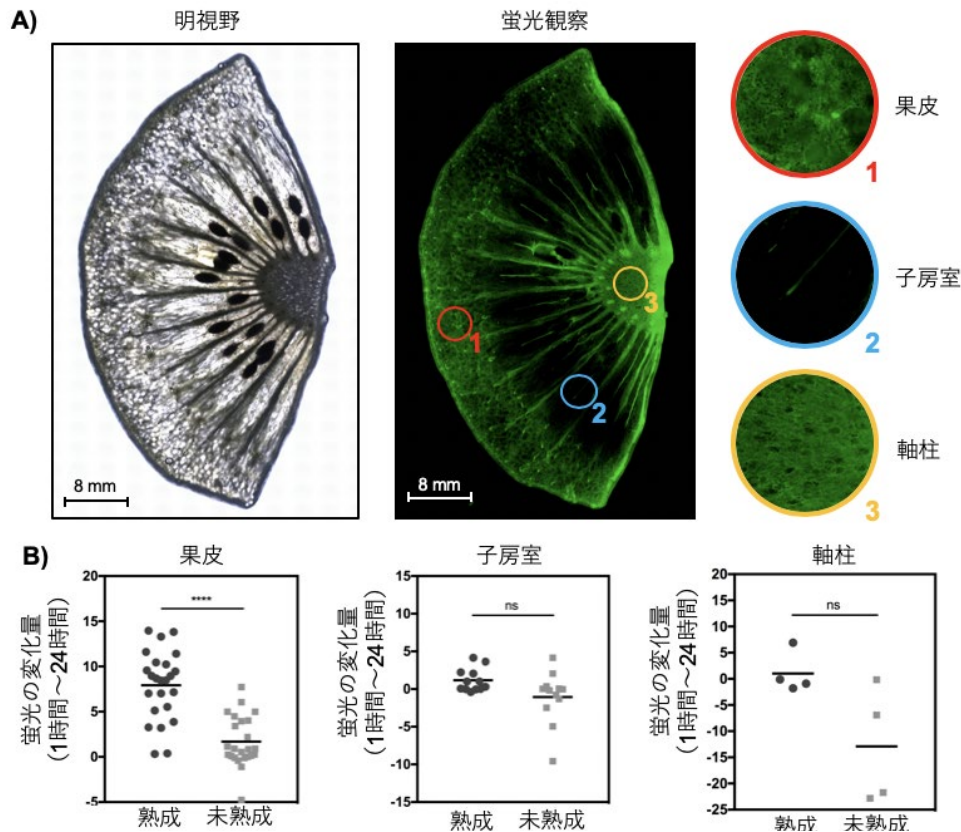 A)
明視野
蛍光観察
8 mm
1
2
3
8 mm
果皮
1
子房室
2
軸柱
3
B)
果皮
蛍光の変化量
(1時間〜24時間)
20
15
10
5
0
-5
****
熟成 未熟成
子房室
蛍光の変化量
(1時間〜24時間)
15
10
5
0
-5
-10
-15
ns
熟成 未熟成
軸柱
蛍光の変化量
(1時間〜24時間)
20
15
10
5
0
-5
-10
-15
-20
-25
ns
熟成 未熟成